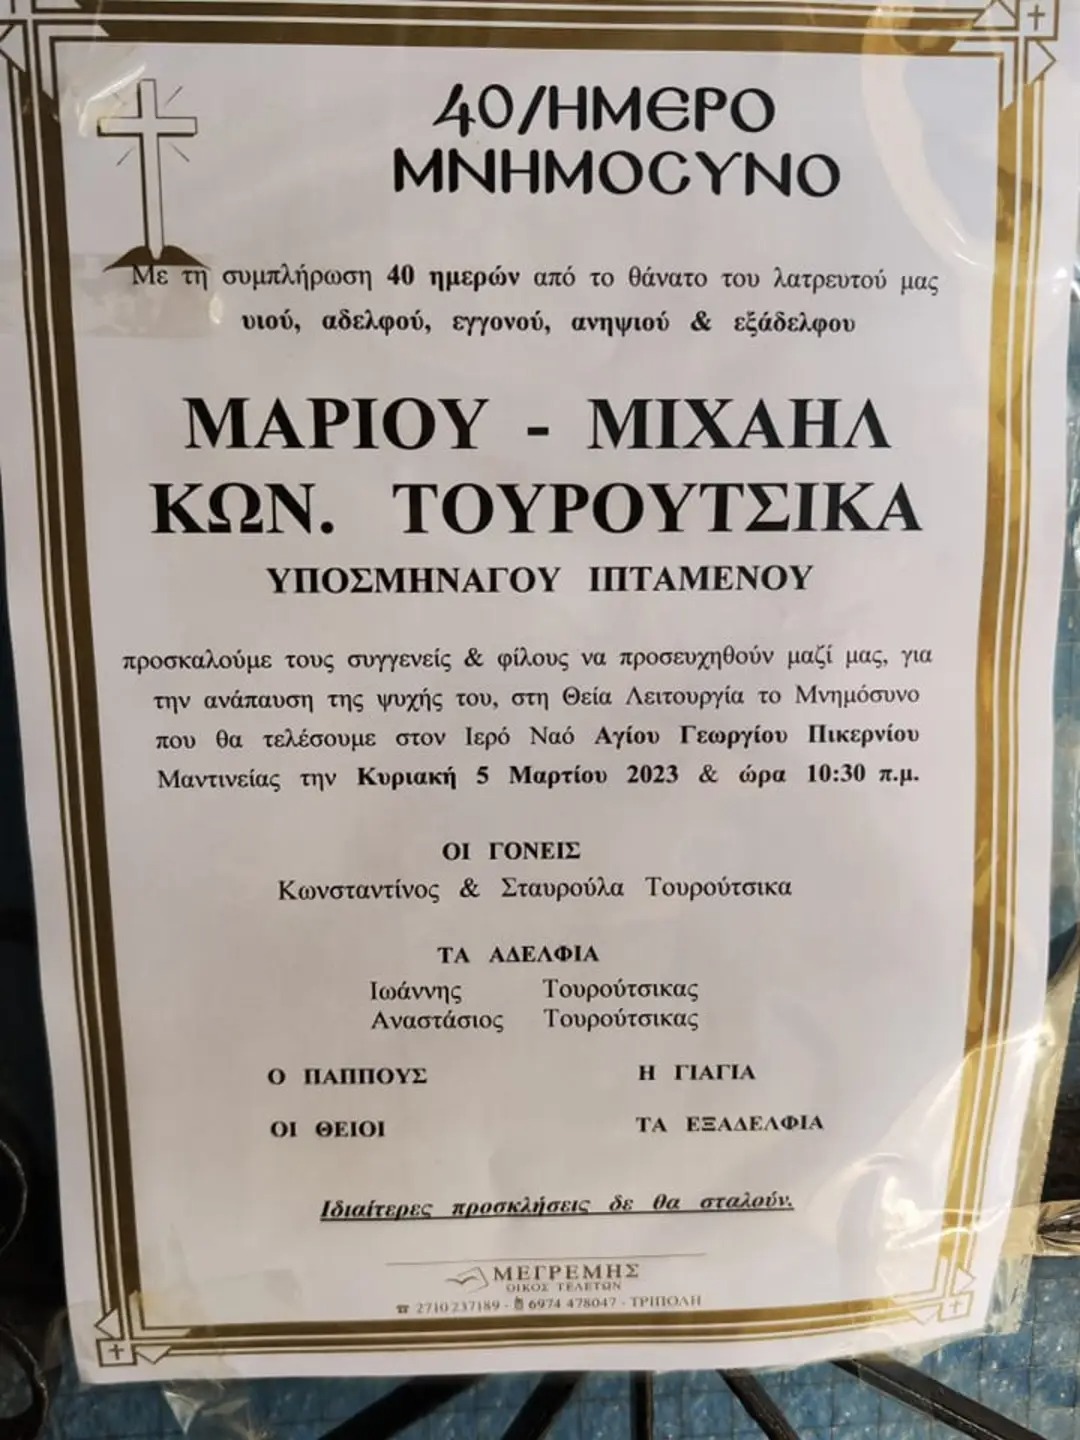 40/ΗΜΕΡΟ
ΜΝΗΜΟCΥΝΟ
Με τη συμπλήρωση 40 ημερών από το θάνατο του λατρευτού μας
υιού, αδελφού, εγγονού, ανηψιού & εξάδελφου
ΜΑΡΙΟΥ - ΜΙΧΑΗΛ
ΚΩΝ. ΤΟΥΡΟΥΤΣΙΚΑ
ΥΠΟΣΜΗΝΑΓΟΥ ΙΠΤΑΜΕΝΟΥ
προσκαλούμε τους συγγενείς & φίλους να προσευχηθούν μαζί μας, για
την ανάπαυση της ψυχής του, στη Θεία Λειτουργία το Μνημόσυνο
που θα τελέσουμε στον Ιερό Ναό Αγίου Γεωργίου Πικερνίου
Μαντινείας την Κυριακή 5 Μαρτίου 2023 & ώρα 10:30 π.μ.
ΟΙ ΓΟΝΕΙΣ
Κωνσταντίνος & Σταυρούλα Τουρούτσικα
ΤΑ ΑΔΕΛΦΙΑ
Ιωάννης Τουρούτσικας
Αναστάσιος Τουρούτσικας
Ο ΠΑΠΠΟΥΣ Η ΓΙΑΓΙΑ
ΟΙ ΘΕΙΟΙ ΤΑ ΕΞΑΔΕΛΦΙΑ
Ιδιαίτερες προσκλήσεις δε θα σταλούν.
ΜΕΓΡΕΜΗΣ
ΟΙΚΟΣ ΤΕΛΕΤΩΝ
☎ 2710 237189 - 📱 6974 478047 - ΤΡΙΠΟΛΗ